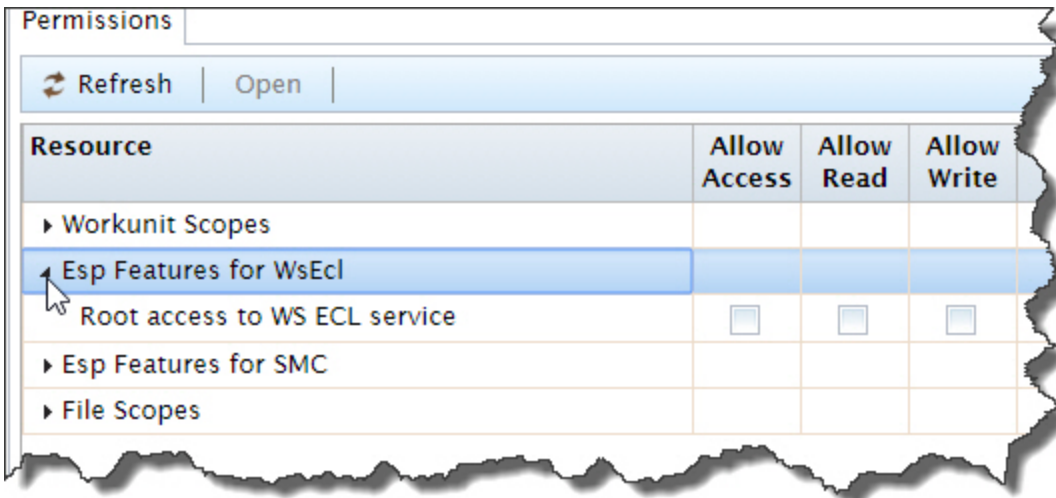 Permissions
Refresh Open
Resource Allow Access Allow Read Allow Write
Workunit Scopes
Esp Features for WsEcl
Root access to WS ECL service
Esp Features for SMC
File Scopes